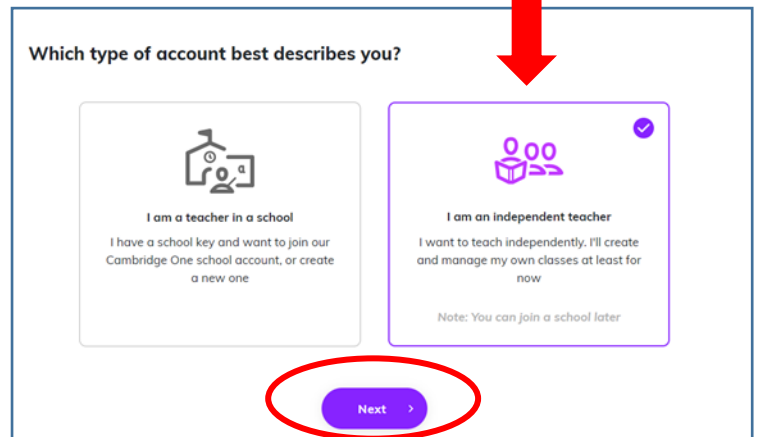 Which type of account best describes you?
a
I am a teacher in a school
I have a school key and want to join our
Cambridge One school account, or create
a new one
I am an independent teacher
I want to teach independently. I'll create
and manage my own classes at least for
now
Note: You can join a school later
Next